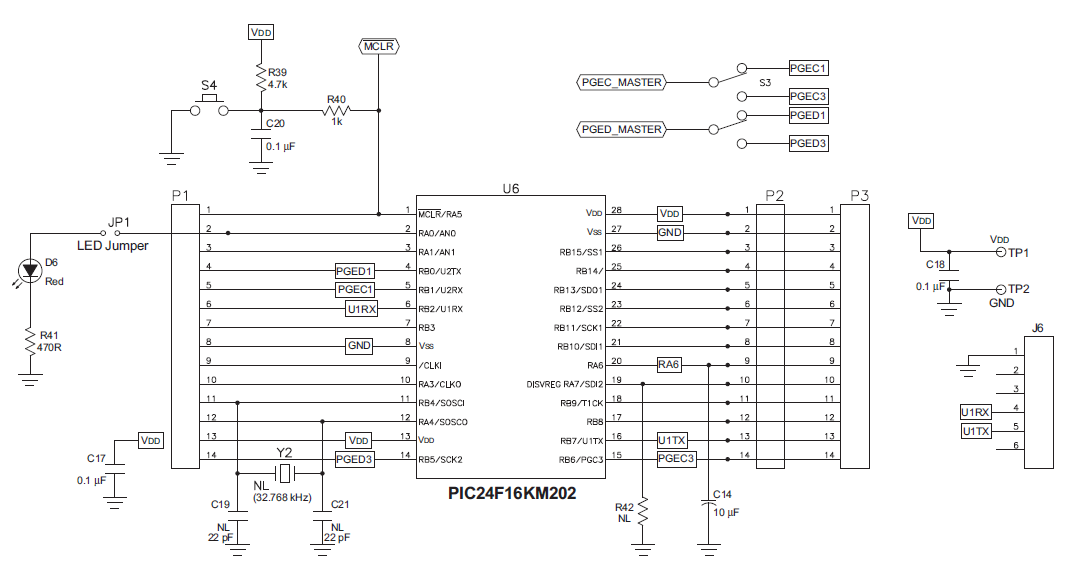 VDD
MCLR
R39
4.7k
S4
R40
1k
C20
0.1 µF
PGEC_MASTER
PGEC1
S3
PGEC3
PGED_MASTER
PGED1
PGED3
P1
U6
P2
P3
JP1
LED Jumper
D6
Red
R41
470R
1 1 MCLR/RA5
2 2 RA0/AN0
3 3 RA1/AN1
4 PGED1 4 RB0/U2TX
5 PGEC1 5 RB1/U2RX
6 U1RX 6 RB2/U1RX
7 7 RB3
8 GND 8 VSS
9 9 /CLKI
10 10 RA3/CLKO
11 11 RB4/SOSCI
12 12 RA4/SOSCO
13 VDD 13 VDD
14 PGED3 14 RB5/SCK2
VDD 28 VDD 1 1
VSS 27 GND 2 2
RB15/SS1 26 3 3
RB14/ 25 4 4
RB13/SDO1 24 5 5
RB12/SS2 23 6 6
RB11/SCK1 22 7 7
RB10/SDI1 21 8 8
RA6 20 RA6 9 9
DISVREG RA7/SDI2 19 10 10
RB9/T1CK 18 11 11
RB8 17 12 12
RB7/U1TX 16 U1TX 13 13
RB6/PGC3 15 PGEC3 14 14
PIC24F16KM202
VDD
C17
0.1 µF
Y2
NL
(32.768 kHz)
C19
NL
22 pF
C21
NL
22 pF
R42
NL
C14
10 µF
VDD
VDD
TP1
C18
0.1 µF
TP2
GND
J6
1
2
3
U1RX 4
U1TX 5
6